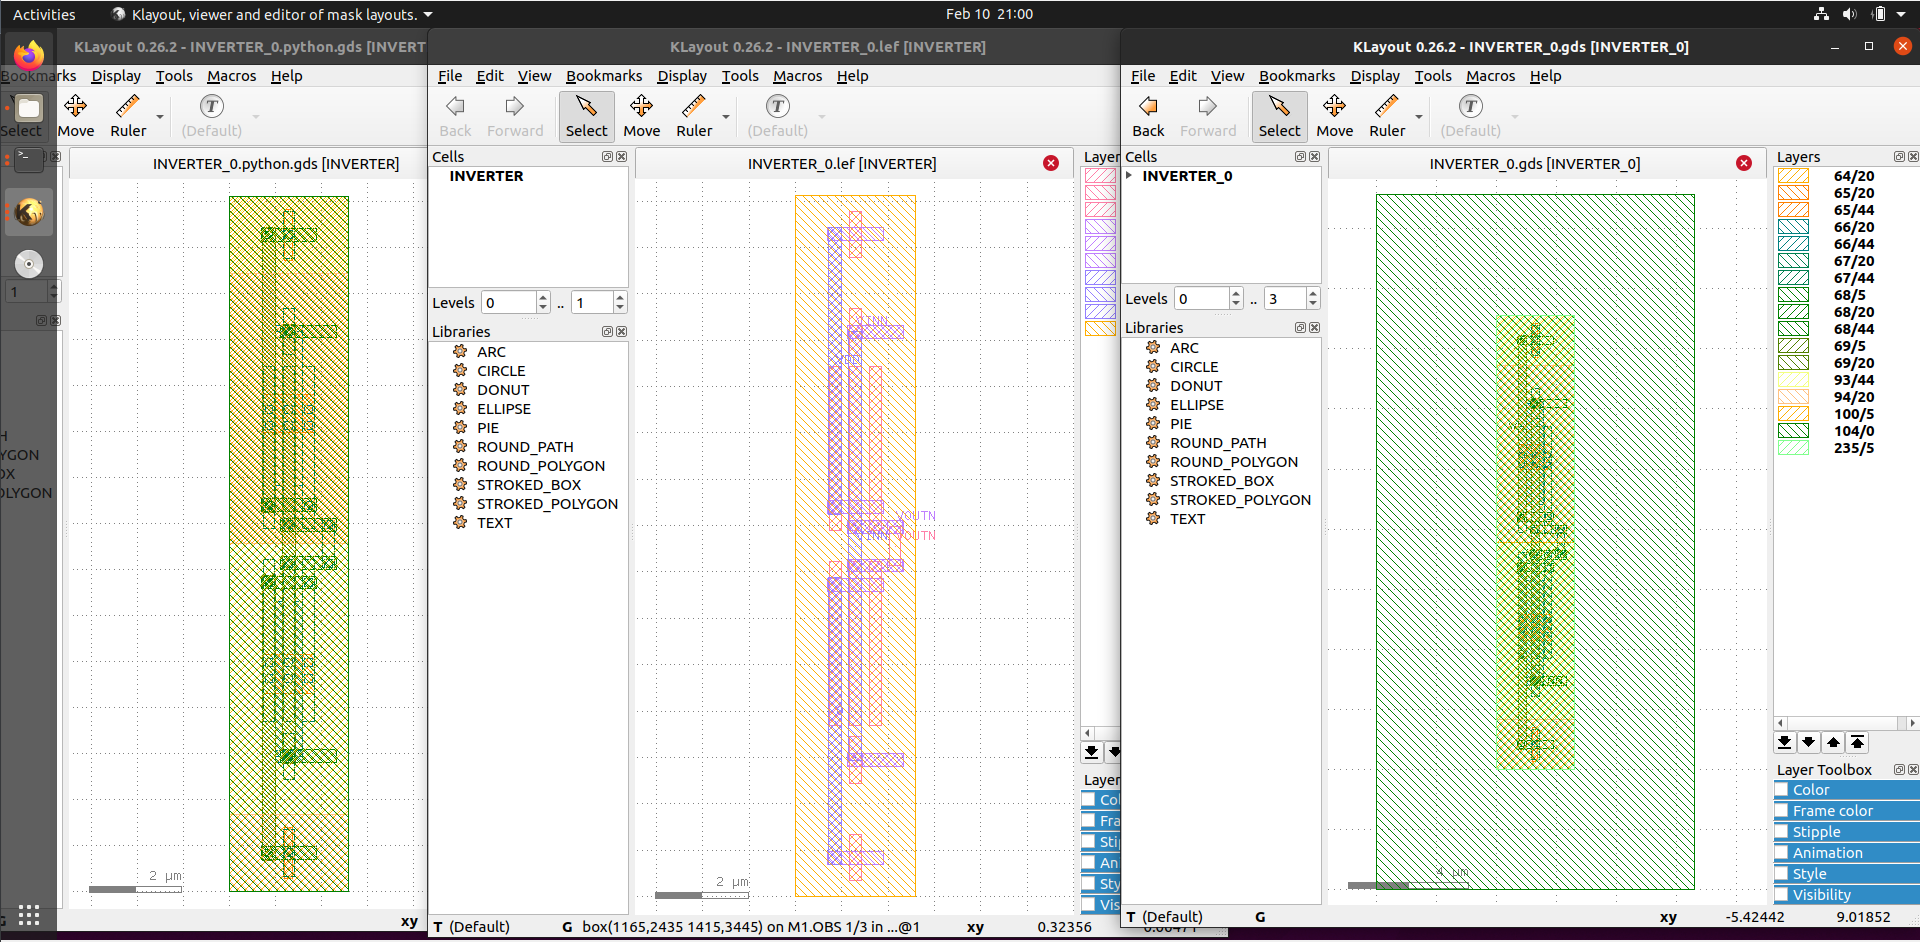 Activities
Klayout, viewer and editor of mask layouts.
Feb 10 21:00
KLayout 0.26.2 - INVERTER_0.python.gds [INVERT
Bookmarks Display Tools Macros Help
Select Move Ruler (Default)
INVERTER_0.python.gds [INVERTER]
1
H
YGON
OX
OLYGON
2 μm
G
xy
KLayout 0.26.2 - INVERTER_0.lef [INVERTER]
File Edit View Bookmarks Display Tools Macros Help
Back Forward Select Move Ruler (Default)
Cells
INVERTER
Levels 0 .. 1
Libraries
ARC
CIRCLE
DONUT
ELLIPSE
PIE
ROUND_PATH
ROUND_POLYGON
STROKED_BOX
STROKED_POLYGON
TEXT
INVERTER_0.lef [INVERTER]
VINN
VDD
VOUTN
VINN VOUTN
2 μm
Layer
Layer
Col
Fra
Sti
An
Sty
Vis
T (Default) G box(1165,2435 1415,3445) on M1.OBS 1/3 in ...@1 xy 0.32356
KLayout 0.26.2 - INVERTER_0.gds [INVERTER_0]
File Edit View Bookmarks Display Tools Macros Help
Back Forward Select Move Ruler (Default)
Cells
INVERTER_0
Levels 0 .. 3
Libraries
ARC
CIRCLE
DONUT
ELLIPSE
PIE
ROUND_PATH
ROUND_POLYGON
STROKED_BOX
STROKED_POLYGON
TEXT
INVERTER_0.gds [INVERTER_0]
4 μm
Layers
64/20
65/20
65/44
66/20
66/44
67/20
67/44
68/5
68/20
68/44
69/5
69/20
93/44
94/20
100/5
104/0
235/5
Layer Toolbox
Color
Frame color
Stipple
Animation
Style
Visibility
T (Default) G xy -5.42442 9.01852